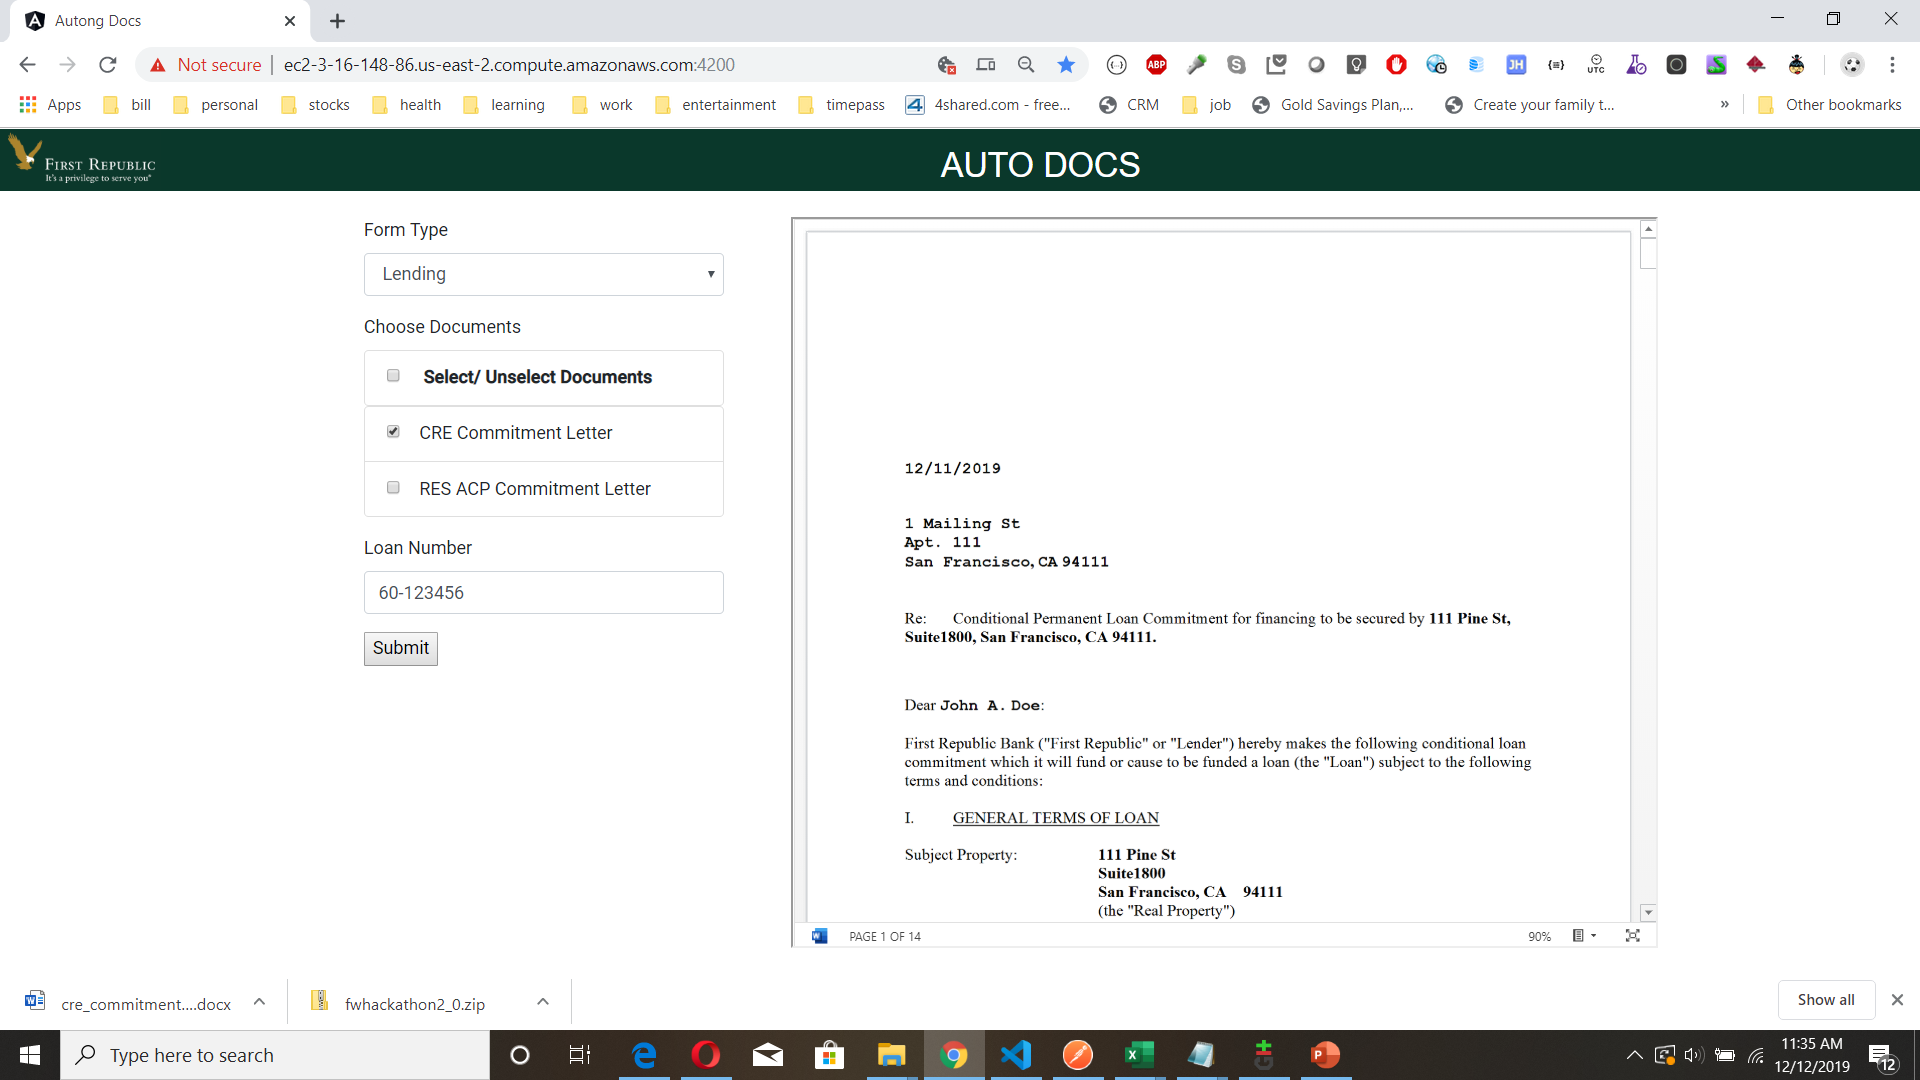 Autong Docs
Not secure
ec2-3-16-148-86.us-east-2.compute.amazonaws.com:4200
ABP
UTC
JH
Apps
bill
personal
stocks
health
learning
work
entertainment
timepass
4shared.com - free...
CRM
job
Gold Savings Plan,...
Create your family t...
»
Other bookmarks
FIRST REPUBLIC
It's a privilege to serve you®
AUTO DOCS
Form Type
Lending
Choose Documents
Select/ Unselect Documents
CRE Commitment Letter
RES ACP Commitment Letter
Loan Number
60-123456
Submit
12/11/2019
1 Mailing St
Apt. 111
San Francisco, CA 94111
Re: Conditional Permanent Loan Commitment for financing to be secured by 111 Pine St,
Suite1800, San Francisco, CA 94111.
Dear John A. Doe:
First Republic Bank ("First Republic" or "Lender") hereby makes the following conditional loan
commitment which it will fund or cause to be funded a loan (the "Loan") subject to the following
terms and conditions:
I. GENERAL TERMS OF LOAN
Subject Property: 111 Pine St
Suite1800
San Francisco, CA 94111
(the "Real Property")
PAGE 1 OF 14
90%
cre_commitment....docx
fwhackathon2_0.zip
Show all
Type here to search
11:35 AM
12/12/2019
12